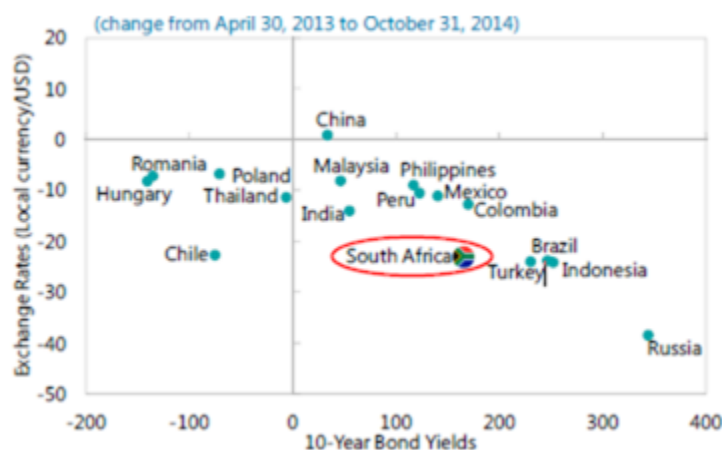 (change from April 30, 2013 to October 31, 2014)
Exchange Rates (Local currency/USD)
20
10
0
-10
-20
-30
-40
-50
China
Romania
Poland
Malaysia
Philippines
Hungary
Thailand
Peru
Mexico
India
Colombia
Chile
South Africa
Brazil
Turkey
Indonesia
Russia
-200
-100
0
100
200
300
400
10-Year Bond Yields